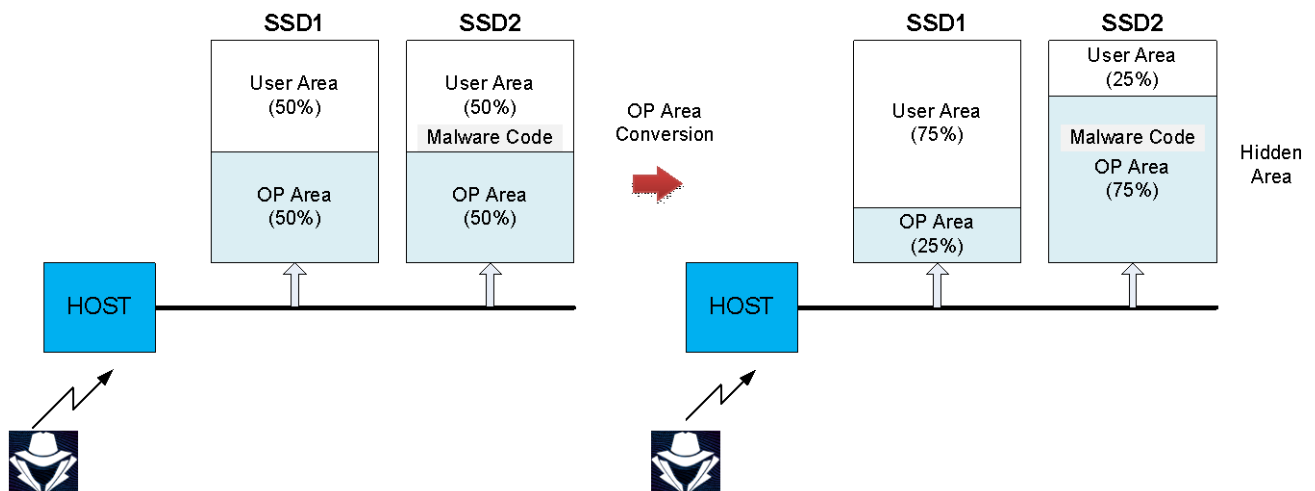 SSD1
SSD2
User Area
(50%)
User Area
(50%)
Malware Code
OP Area
(50%)
OP Area
(50%)
HOST
OP Area
Conversion
SSD1
SSD2
User Area
(75%)
User Area
(25%)
Malware Code
OP Area
(75%)
OP Area
(25%)
Hidden
Area
HOST